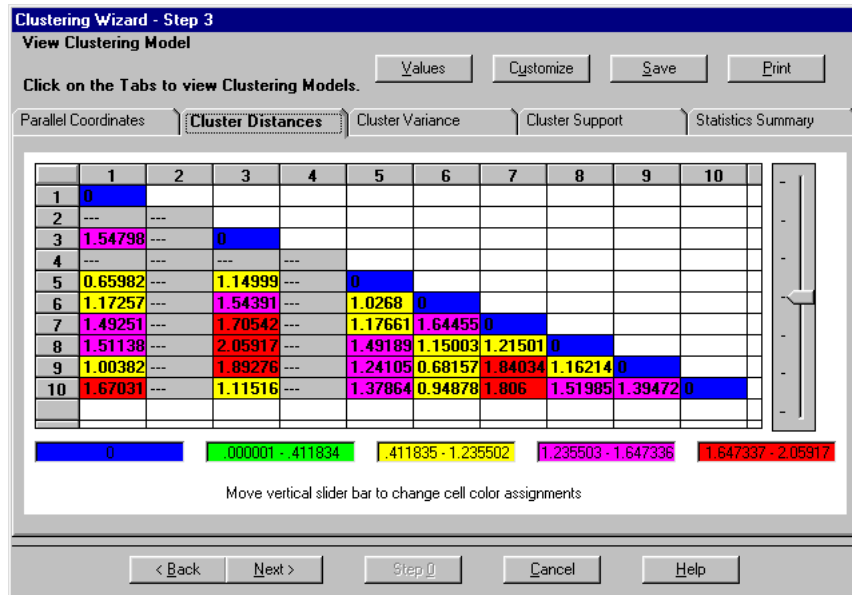 Clustering Wizard - Step 3
View Clustering Model
Values Customize Save Print
Click on the Tabs to view Clustering Models.
Parallel Coordinates Cluster Distances Cluster Variance Cluster Support Statistics Summary
1 2 3 4 5 6 7 8 9 10
1 0
2 --- ---
3 1.54798 --- 0
4 --- --- --- ---
5 0.65982 --- 1.14999 --- 0
6 1.17257 --- 1.54391 --- 1.0268 0
7 1.49251 --- 1.70542 --- 1.17661 1.64455 0
8 1.51138 --- 2.05917 --- 1.49189 1.15003 1.21501 0
9 1.00382 --- 1.89276 --- 1.24105 0.68157 1.84034 1.16214 0
10 1.67031 --- 1.11516 --- 1.37864 0.94878 1.806 1.51985 1.39472 0
0 .000001 - .411834 .411835 - 1.235502 1.235503 - 1.647336 1.647337 - 2.05917
Move vertical slider bar to change cell color assignments
< Back Next > Step 0 Cancel Help